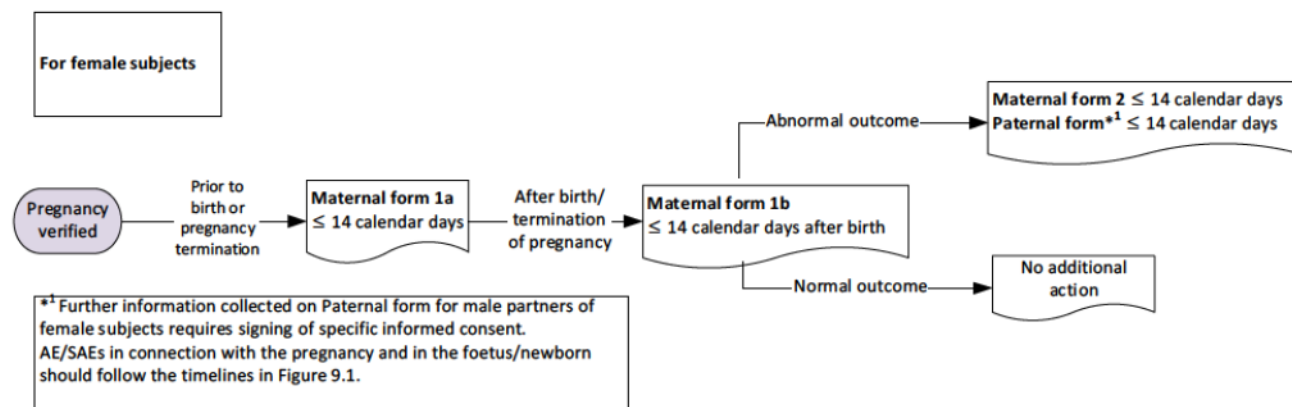 For female subjects
Pregnancy
verified
Prior to
birth or
pregnancy
termination
Maternal form 1a
≤ 14 calendar days
After birth/
termination
of pregnancy
Maternal form 1b
≤ 14 calendar days after birth
Abnormal outcome
Maternal form 2 ≤ 14 calendar days
Paternal form*¹ ≤ 14 calendar days
Normal outcome
No additional
action
*¹ Further information collected on Paternal form for male partners of
female subjects requires signing of specific informed consent.
AE/SAEs in connection with the pregnancy and in the foetus/newborn
should follow the timelines in Figure 9.1.